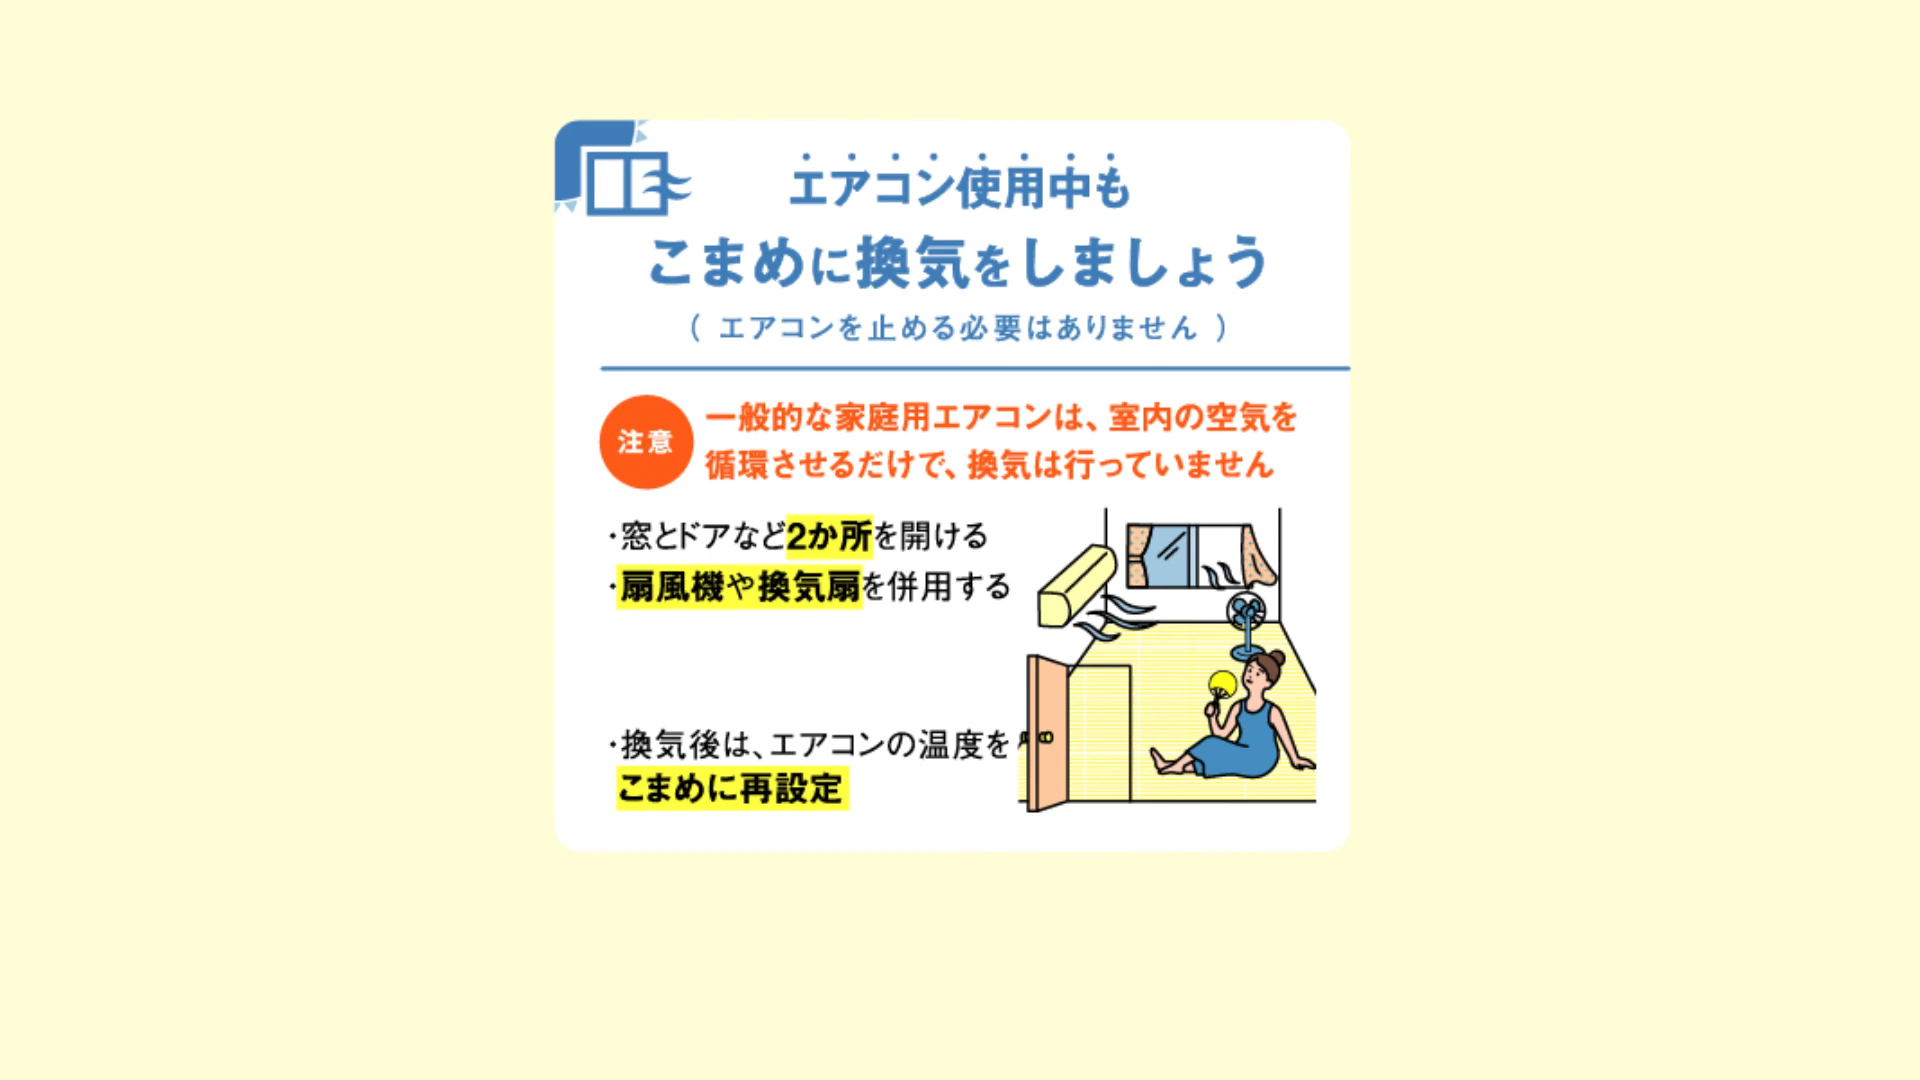 エアコン使用中も
こまめに換気をしましょう
( エアコンを止める必要はありません )
注意
一般的な家庭用エアコンは、室内の空気を
循環させるだけで、換気は行っていません
・窓とドアなど2か所を開ける
・扇風機や換気扇を併用する
・換気後は、エアコンの温度を
こまめに再設定